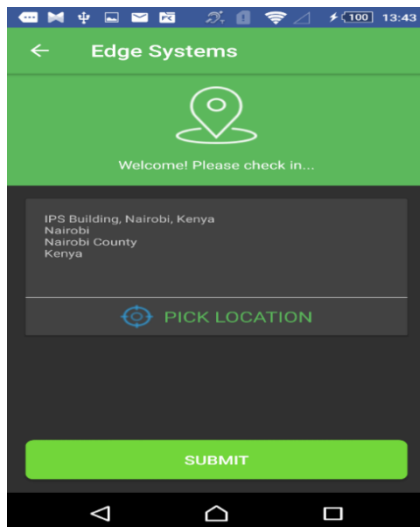 100 13:43
Edge Systems
Welcome! Please check in...
IPS Building, Nairobi, Kenya
Nairobi
Nairobi County
Kenya
PICK LOCATION
SUBMIT